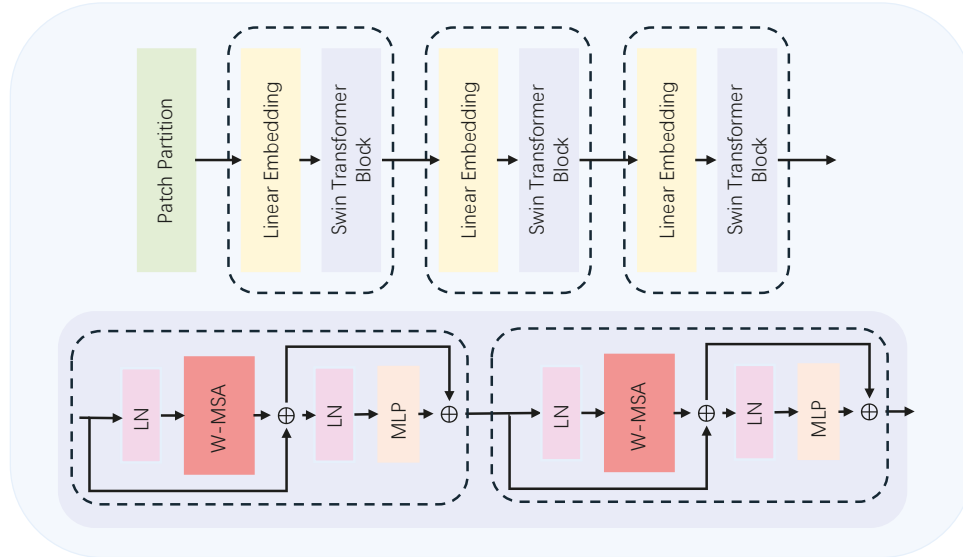 Patch Partition
Linear Embedding
Swin Transformer
Block
Linear Embedding
Swin Transformer
Block
Linear Embedding
Swin Transformer
Block
LN
W-MSA
LN
MLP
LN
W-MSA
LN
MLP